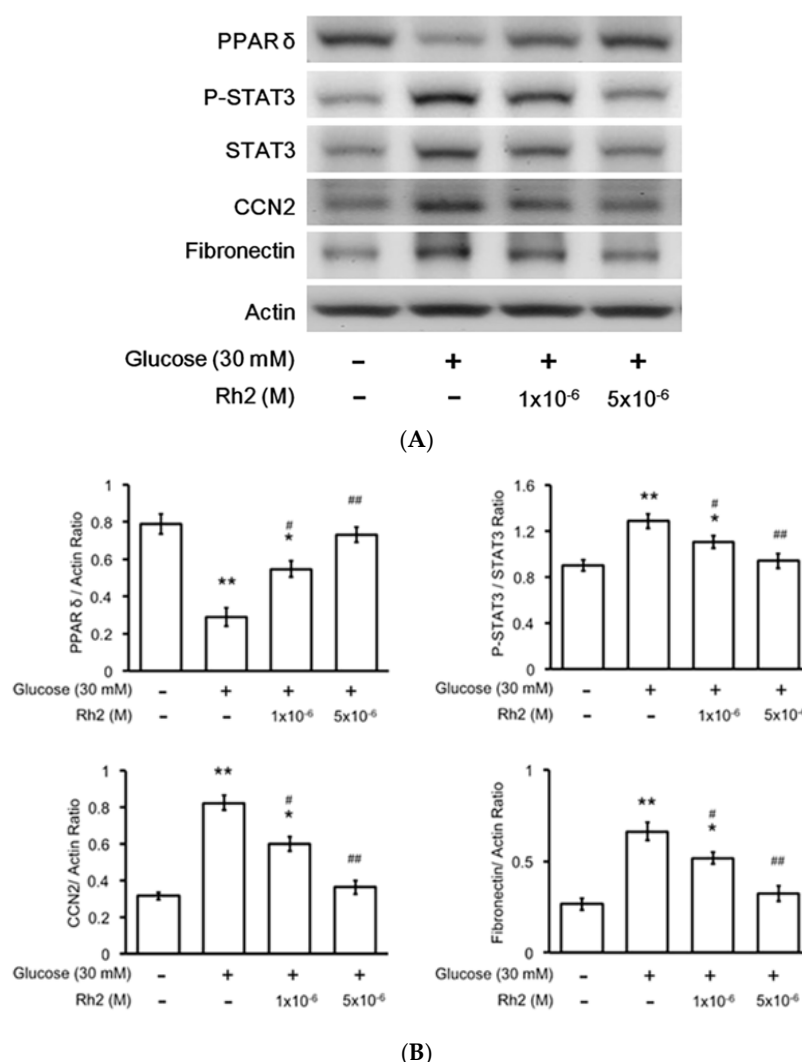 PPAR δ
P-STAT3
STAT3
CCN2
Fibronectin
Actin
Glucose (30 mM) - + + +
Rh2 (M) - - 1x10⁻⁶ 5x10⁻⁶
(A)
1
0.8
0.6
0.4
0.2
0
PPAR δ / Actin Ratio
**
#
*
##
Glucose (30 mM) - + + +
Rh2 (M) - - 1x10⁻⁶ 5x10⁻⁶
1.6
1.2
0.8
0.4
0
P-STAT3 / STAT3 Ratio
**
#
*
##
Glucose (30 mM) - + + +
Rh2 (M) - - 1x10⁻⁶ 5x10⁻⁶
1
0.8
0.6
0.4
0.2
0
CCN2/ Actin Ratio
**
#
*
##
Glucose (30 mM) - + + +
Rh2 (M) - - 1x10⁻⁶ 5x10⁻⁶
1
0.5
0
Fibronectin/ Actin Ratio
**
#
*
##
Glucose (30 mM) - + + +
Rh2 (M) - - 1x10⁻⁶ 5x10⁻⁶
(B)